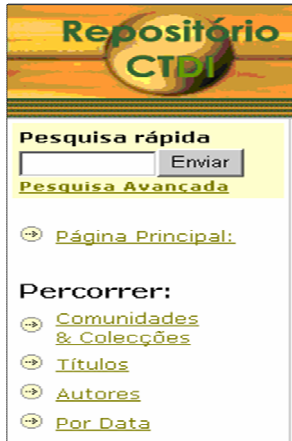 Repositório
CTDI
Pesquisa rápida
Enviar
Pesquisa Avançada
Página Principal:
Percorrer:
Comunidades
& Colecções
Títulos
Autores
Por Data